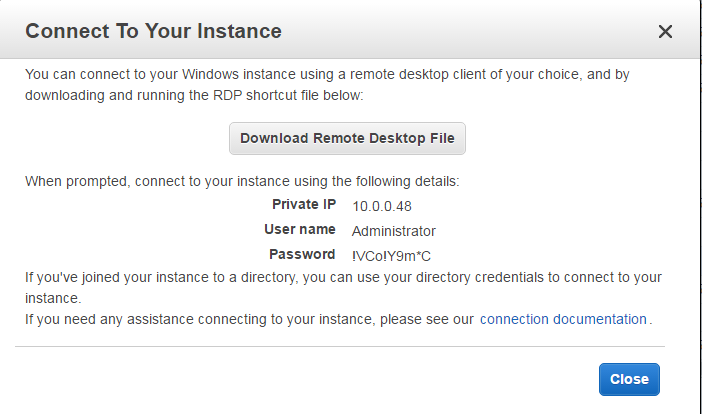 Connect To Your Instance
You can connect to your Windows instance using a remote desktop client of your choice, and by
downloading and running the RDP shortcut file below:
Download Remote Desktop File
When prompted, connect to your instance using the following details:
Private IP 10.0.0.48
User name Administrator
Password !VCo!Y9m*C
If you've joined your instance to a directory, you can use your directory credentials to connect to your
instance.
If you need any assistance connecting to your instance, please see our connection documentation.
Close